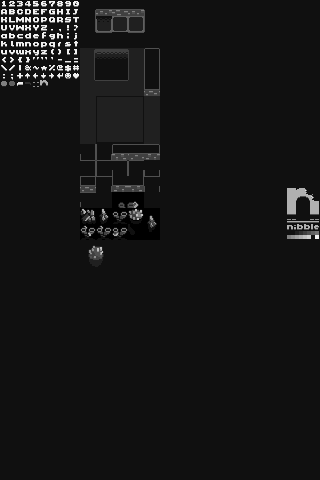 1234567890
ABCDEFGHIJ
KLMNOPQRST
UVWXYZ.,!?
abcdefghij
klmnopqrst
uvwxyz()[]
n
nibble